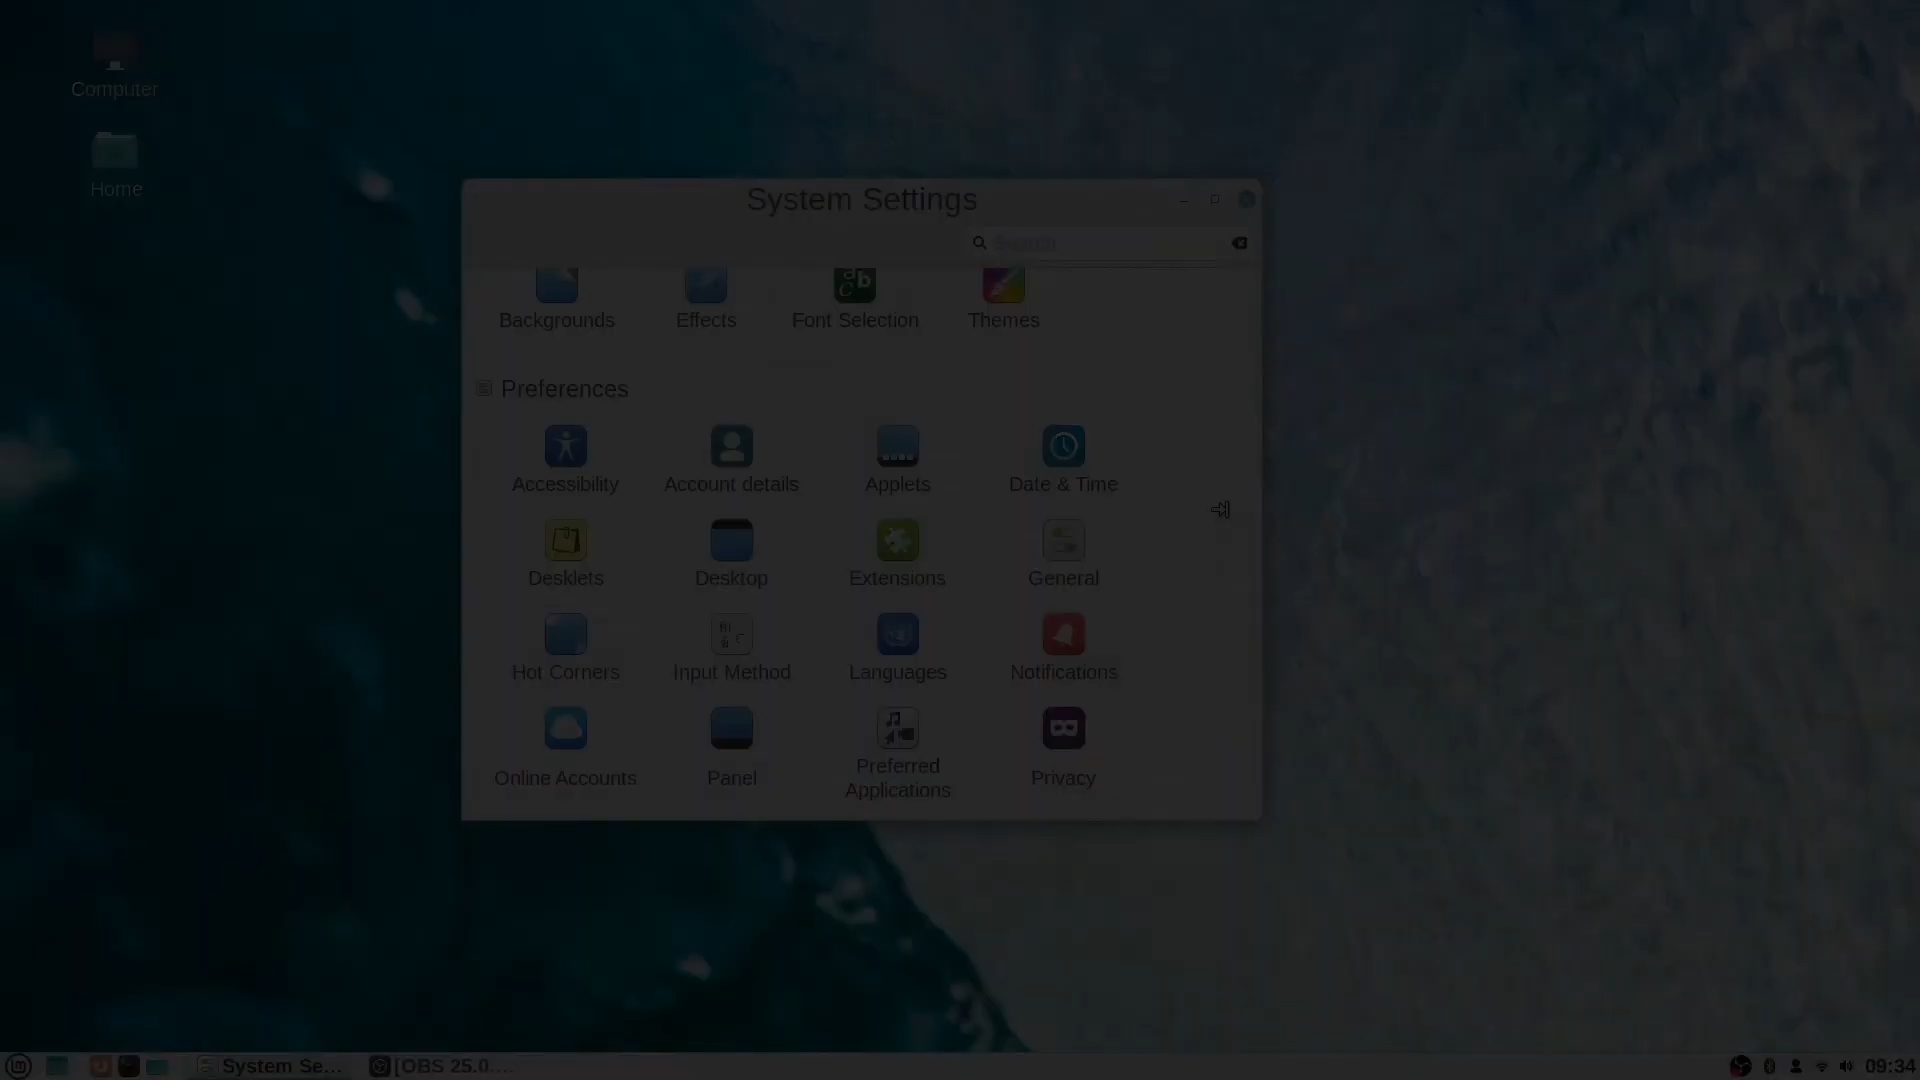 Computer
Home
System Settings
Search
Backgrounds
Effects
Font Selection
Themes
Preferences
Accessibility
Account details
Applets
Date & Time
Desklets
Desktop
Extensions
General
Hot Corners
Input Method
Languages
Notifications
Online Accounts
Panel
Preferred
Applications
Privacy
System Se...
[OBS 25.0....
09:34